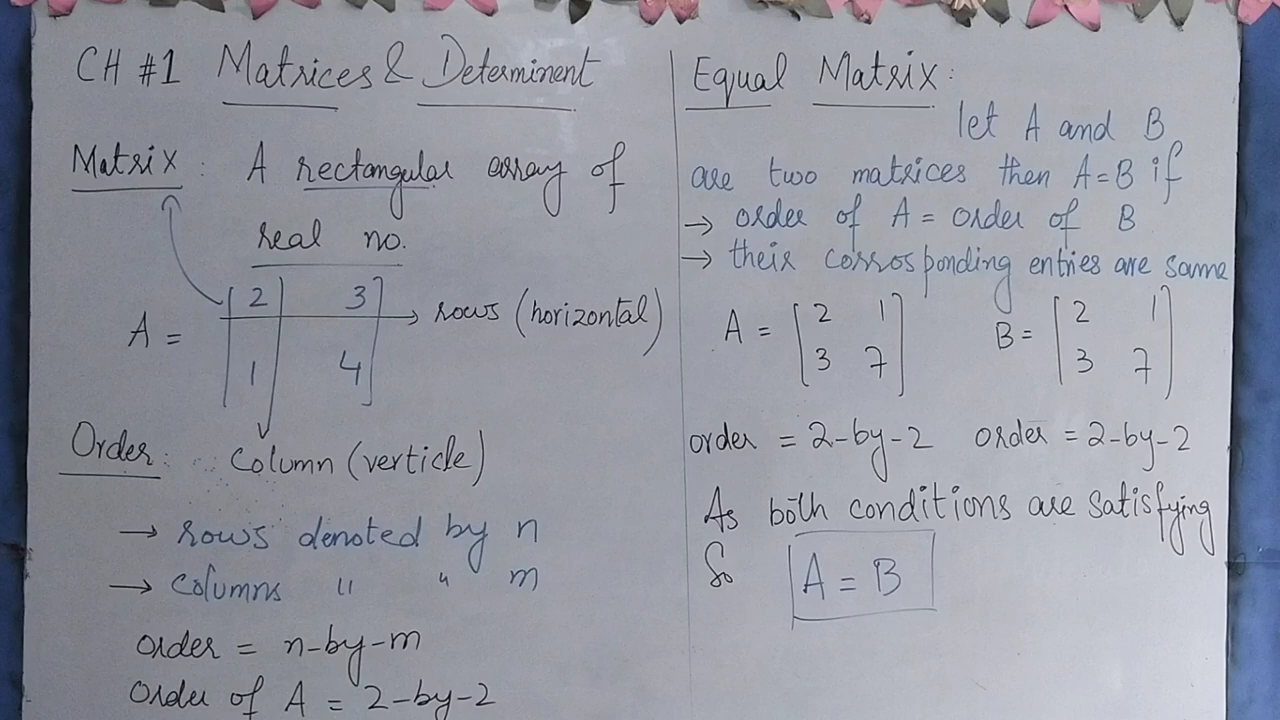 CH #1 Matrices & Determinent
Matrix : A rectangular array of
real no.
A = [ 2 3 ] → rows (horizontal)
[ 1 4 ]
Order: Column (verticle)
→ rows denoted by n
→ Columns " " m
order = n-by-m
Order of A = 2-by-2
Equal Matrix:
let A and B
are two matrices then A=B if
→ order of A = order of B
→ their corrosponding entries are same
A = [ 2 1 ] B = [ 2 1 ]
[ 3 7 ] [ 3 7 ]
order = 2-by-2 order = 2-by-2
As both conditions are satisfying
So A = B